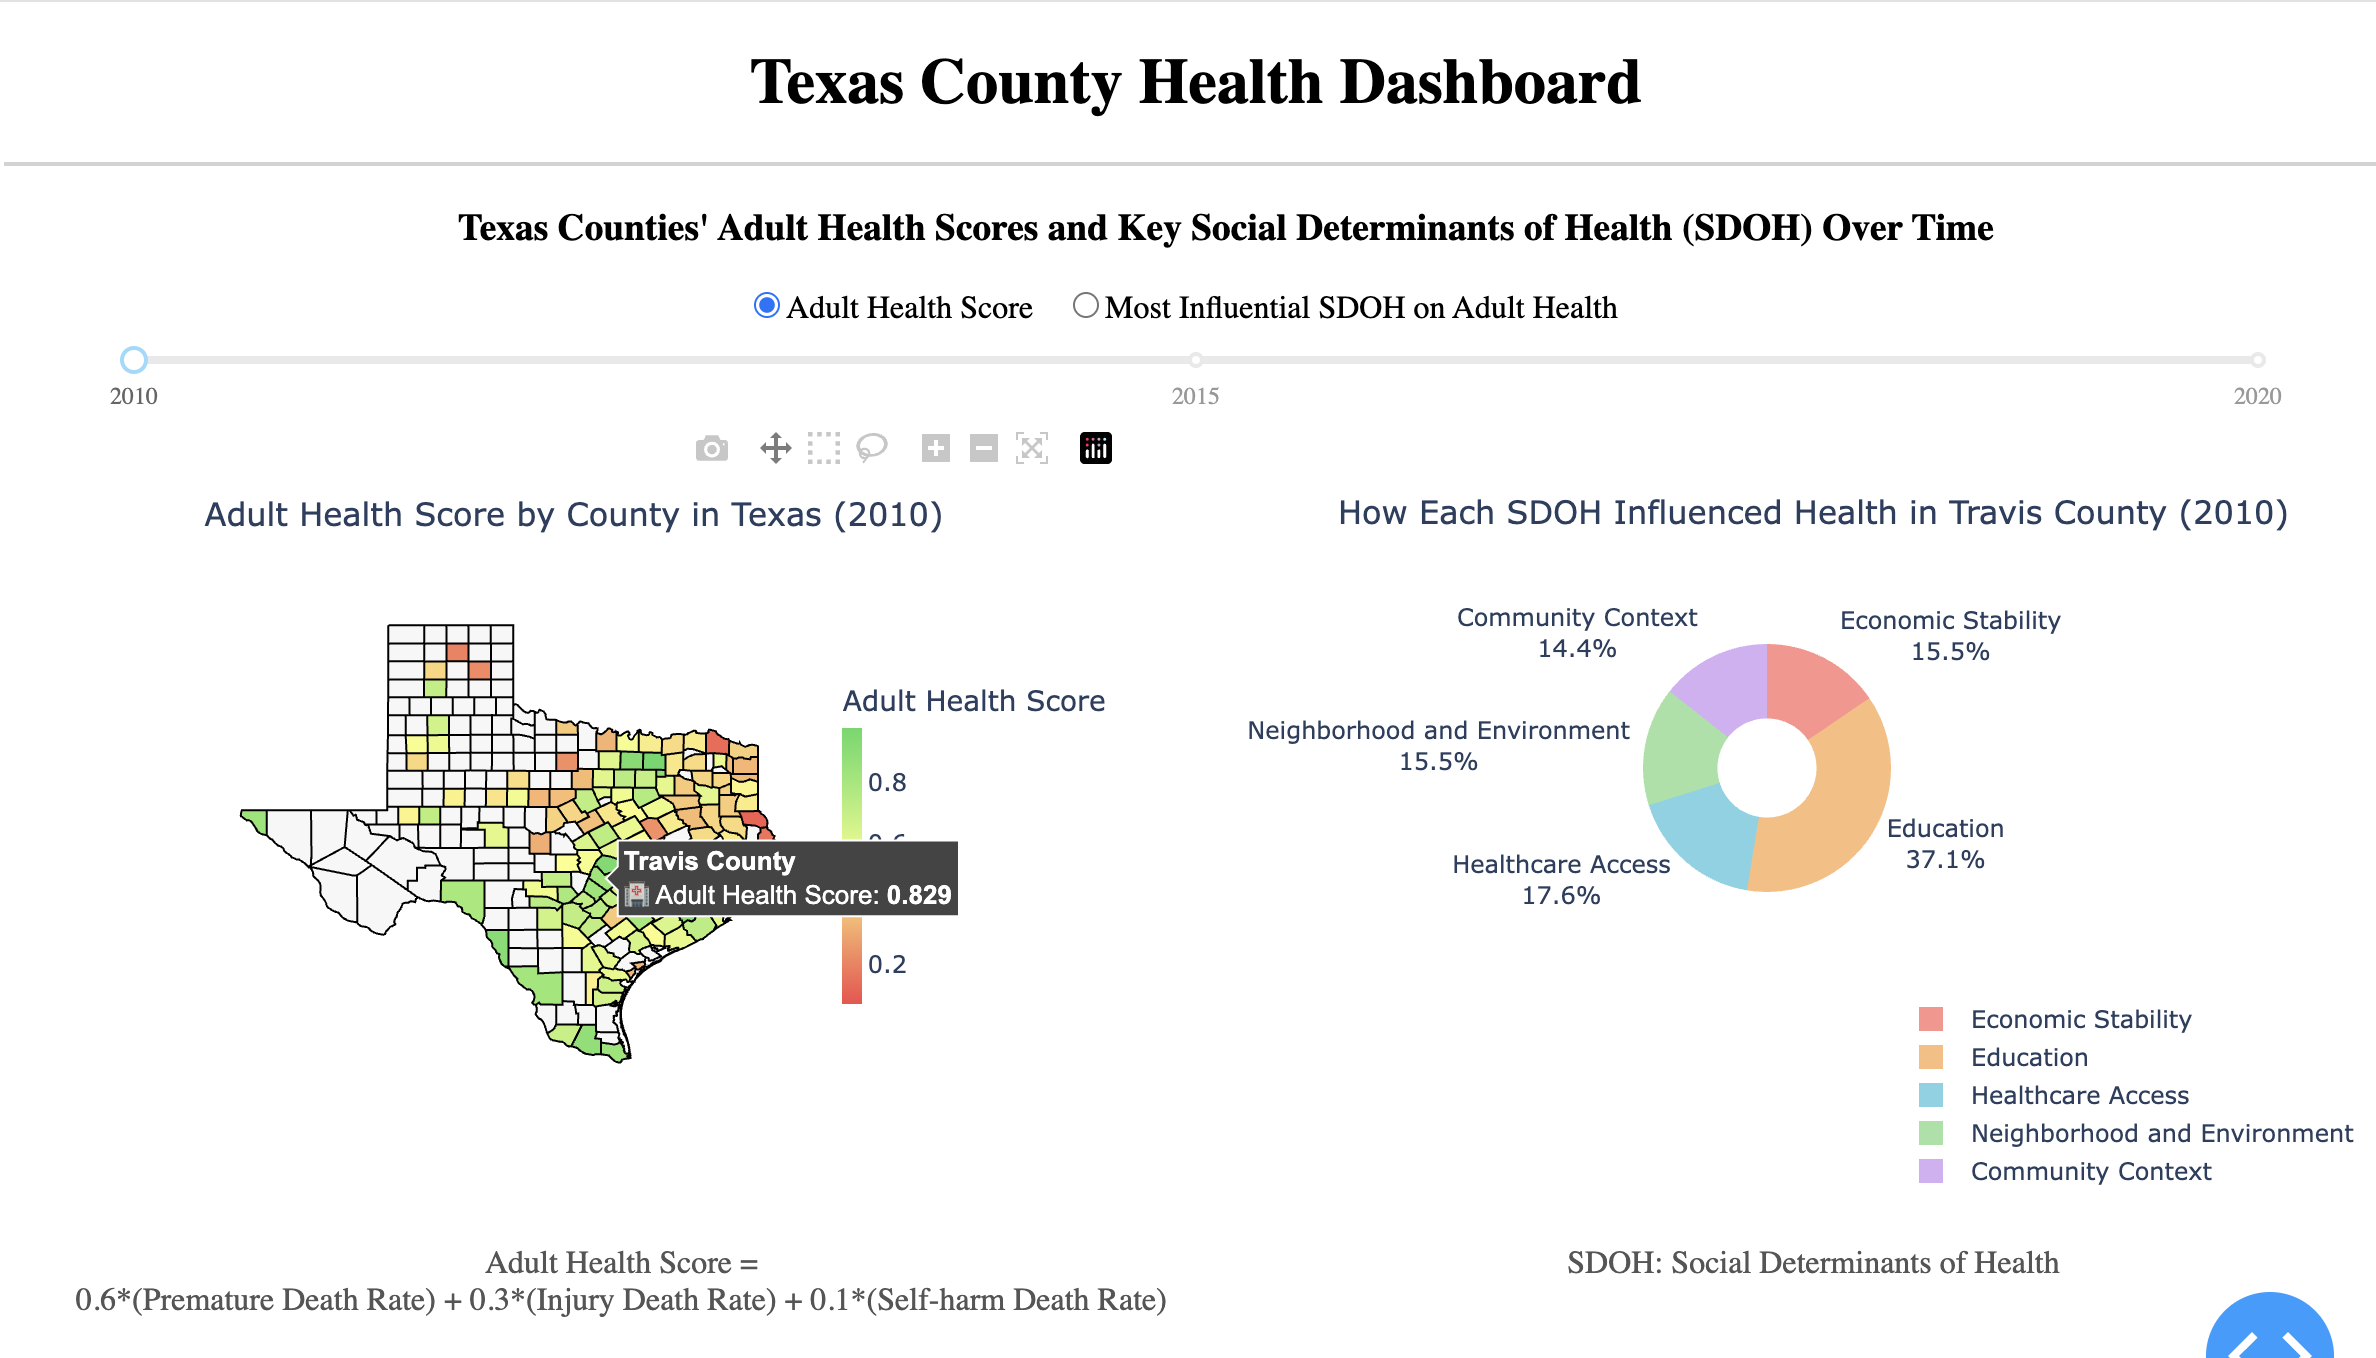 Texas County Health Dashboard
Texas Counties' Adult Health Scores and Key Social Determinants of Health (SDOH) Over Time
Adult Health Score
Most Influential SDOH on Adult Health
2010
2015
2020
Adult Health Score by County in Texas (2010)
Adult Health Score
0.8
Travis County
Adult Health Score: 0.829
0.2
How Each SDOH Influenced Health in Travis County (2010)
Community Context
14.4%
Economic Stability
15.5%
Neighborhood and Environment
15.5%
Education
37.1%
Healthcare Access
17.6%
Economic Stability
Education
Healthcare Access
Neighborhood and Environment
Community Context
Adult Health Score =
0.6*(Premature Death Rate) + 0.3*(Injury Death Rate) + 0.1*(Self-harm Death Rate)
SDOH: Social Determinants of Health